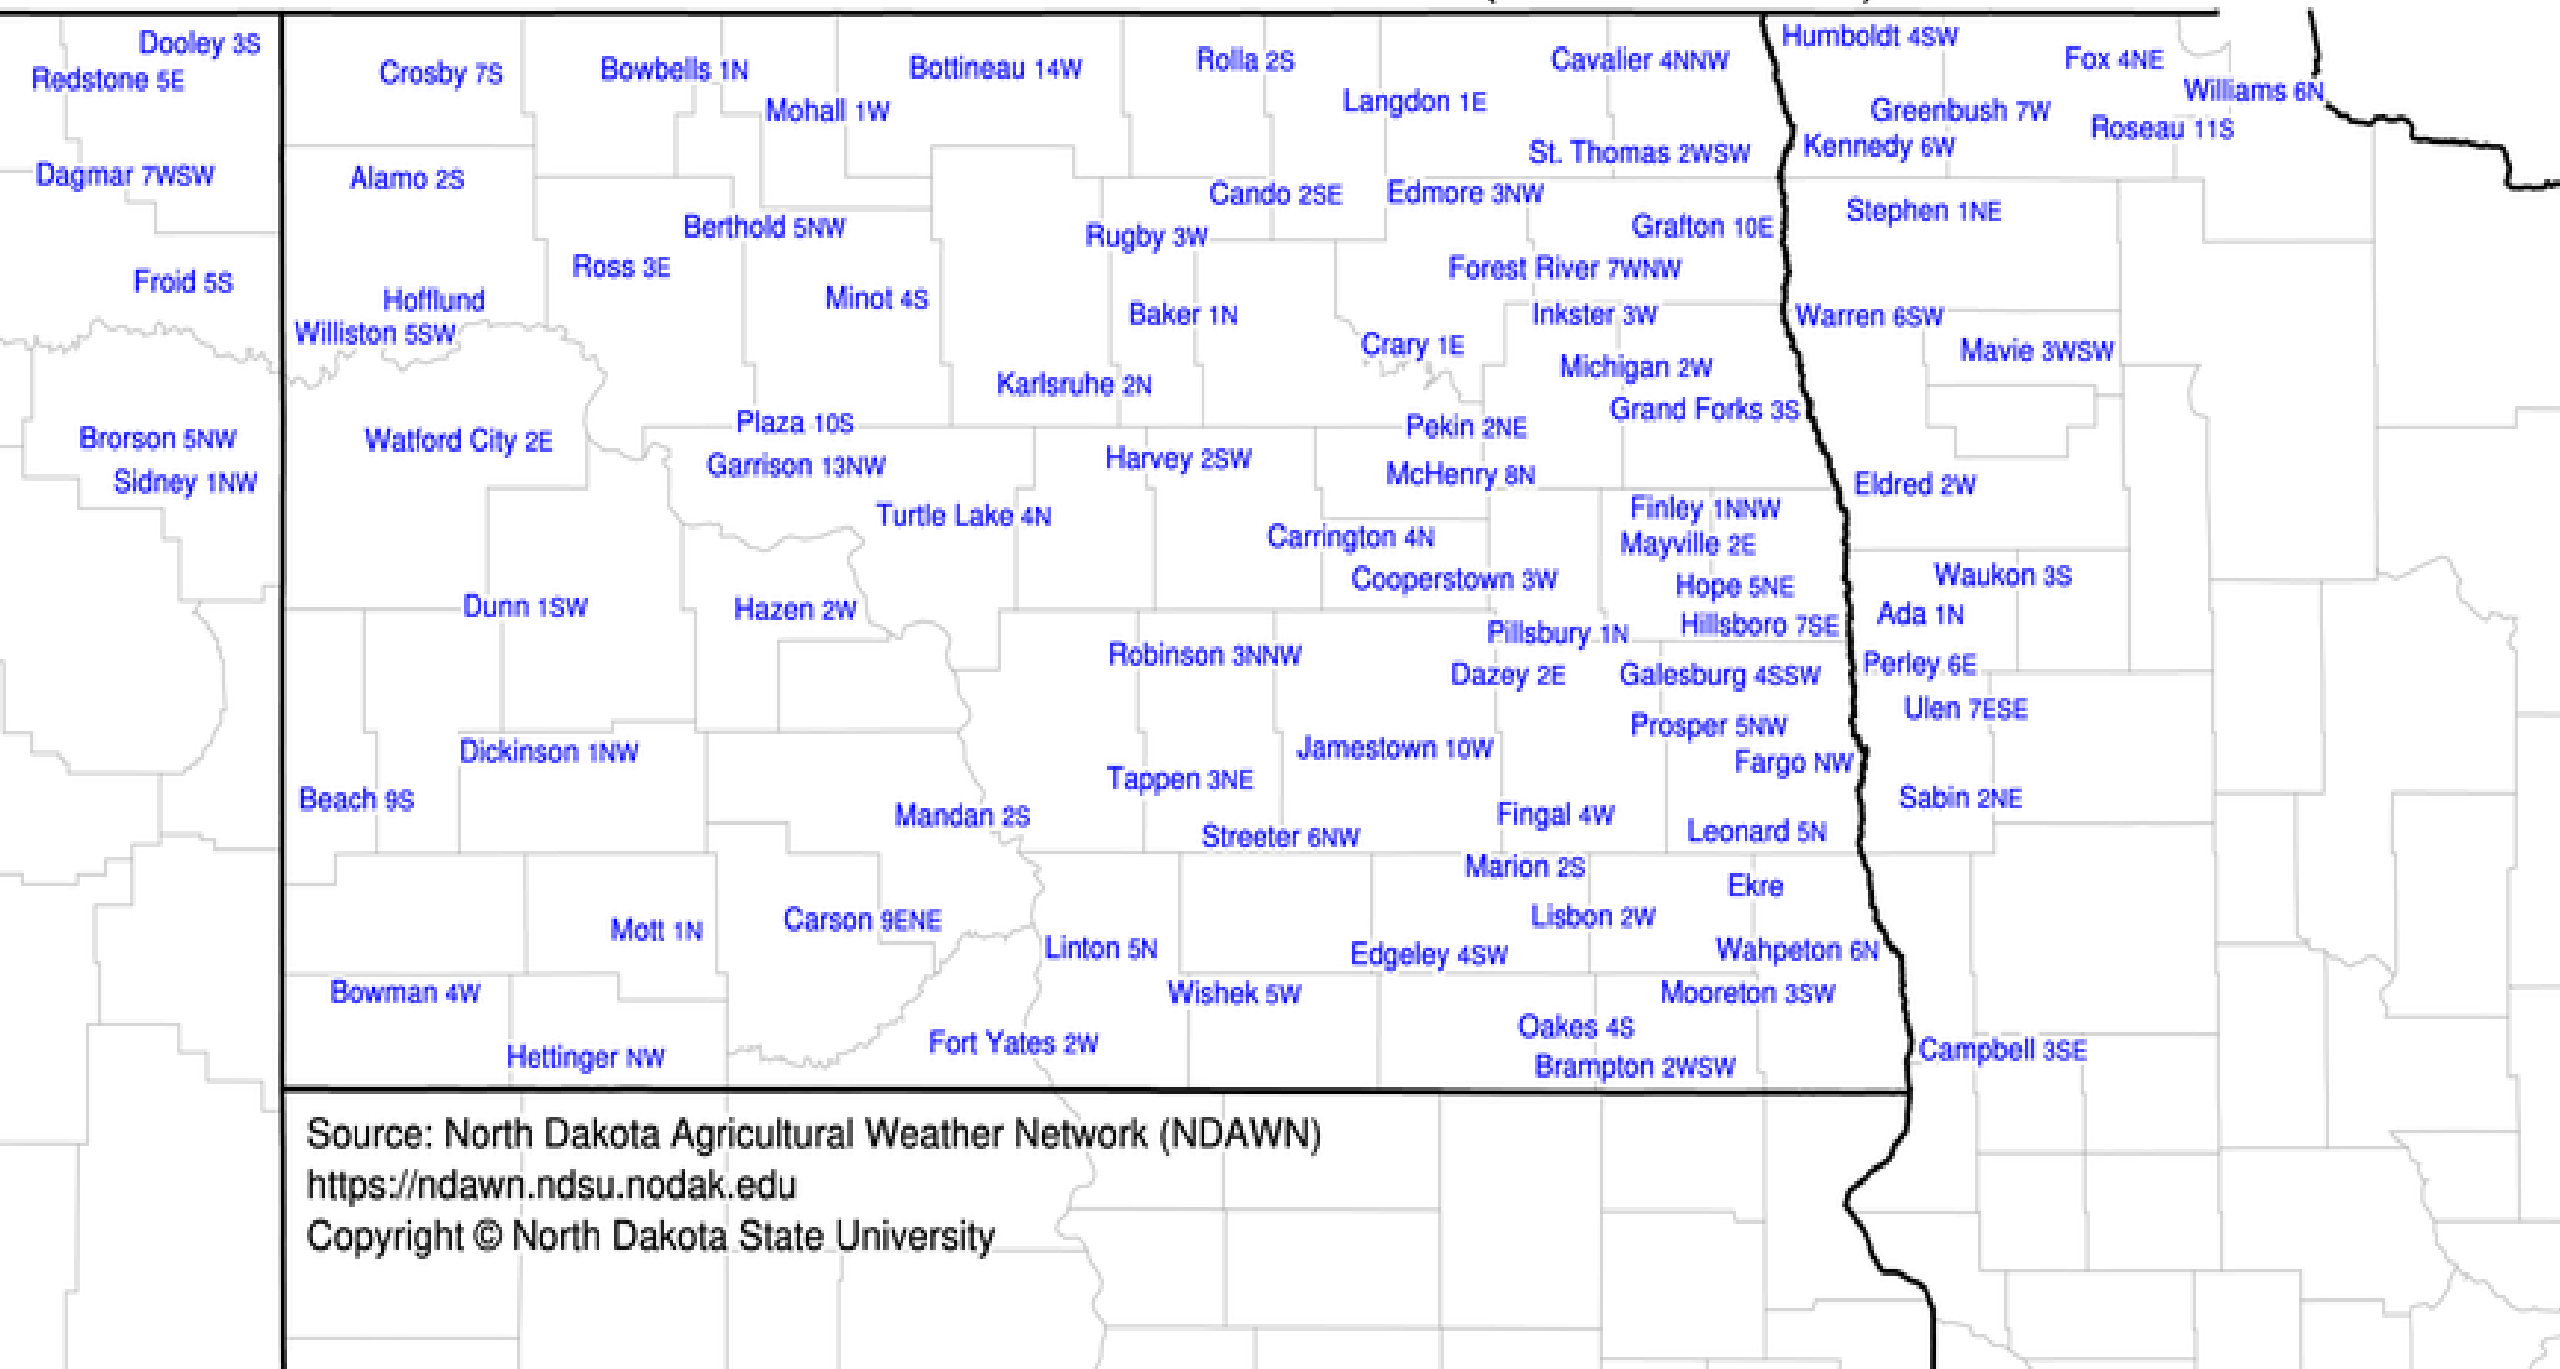 Dooley 3S
Redstone 5E
Dagmar 7WSW
Froid 5S
Brorson 5NW
Sidney 1NW
Crosby 7S
Bowbells 1N
Mohall 1W
Bottineau 14W
Rolla 2S
Langdon 1E
Cavalier 4NNW
St. Thomas 2WSW
Humboldt 4SW
Fox 4NE
Williams 6N
Greenbush 7W
Roseau 11S
Kennedy 6W
Alamo 2S
Berthold 5NW
Ross 3E
Hofflund
Williston 5SW
Minot 4S
Rugby 3W
Cando 2SE
Edmore 3NW
Grafton 10E
Stephen 1NE
Forest River 7WNW
Baker 1N
Inkster 3W
Warren 6SW
Crary 1E
Michigan 2W
Mavie 3WSW
Karlsruhe 2N
Grand Forks 3S
Plaza 10S
Pekin 2NE
Watford City 2E
Garrison 13NW
Harvey 2SW
McHenry 8N
Eldred 2W
Turtle Lake 4N
Carrington 4N
Finley 1NNW
Mayville 2E
Cooperstown 3W
Hope 5NE
Waukon 3S
Dunn 1SW
Hazen 2W
Hillsboro 7SE
Ada 1N
Pillsbury 1N
Robinson 3NNW
Dazey 2E
Galesburg 4SSW
Perley 6E
Ulen 7ESE
Prosper 5NW
Dickinson 1NW
Jamestown 10W
Fargo NW
Tappen 3NE
Beach 9S
Sabin 2NE
Mandan 2S
Fingal 4W
Streeter 6NW
Leonard 5N
Marion 2S
Ekre
Mott 1N
Carson 9ENE
Lisbon 2W
Linton 5N
Edgeley 4SW
Wahpeton 6N
Bowman 4W
Wishek 5W
Mooreton 3SW
Oakes 4S
Hettinger NW
Fort Yates 2W
Brampton 2WSW
Campbell 3SE
Source: North Dakota Agricultural Weather Network (NDAWN)
https://ndawn.ndsu.nodak.edu
Copyright © North Dakota State University